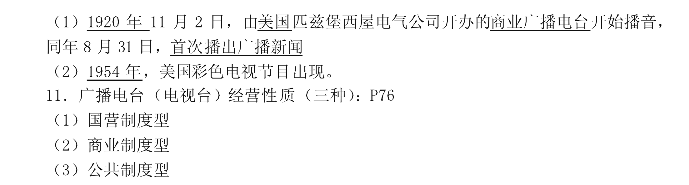 （1）1920 年 11 月 2 日，由美国匹兹堡西屋电气公司开办的商业广播电台开始播音，
同年 8 月 31 日，首次播出广播新闻
（2）1954 年，美国彩色电视节目出现。
11．广播电台（电视台）经营性质（三种）：P76
（1）国营制度型
（2）商业制度型
（3）公共制度型